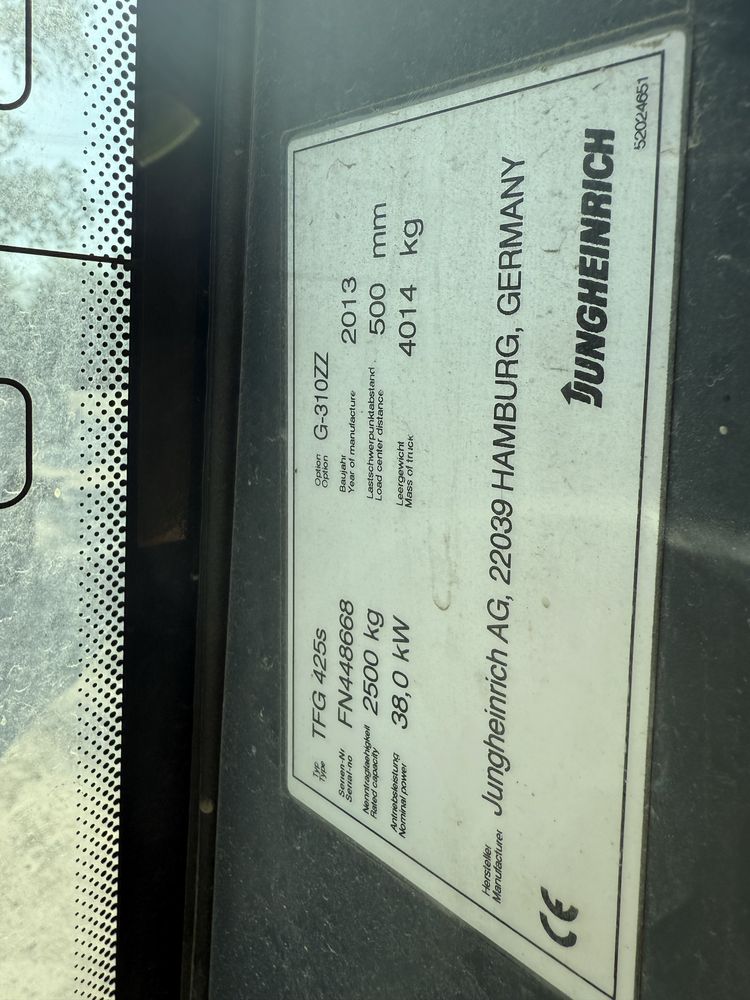 Typ TFG 425s Option G-310ZZ
Type Option
Serien-Nr FN448668 Baujahr 2013
Serial-no Year of manufacture
Nenntragfaehigkeit 2500 kg Lastschwerpunktabstand 500 mm
Rated capacity Load center distance
Antriebsleistung 38,0 kW Leergewicht 4014 kg
Nominal power Mass of truck
Hersteller Jungheinrich AG, 22039 HAMBURG, GERMANY
Manufacturer
CE JUNGHEINRICH
52024651